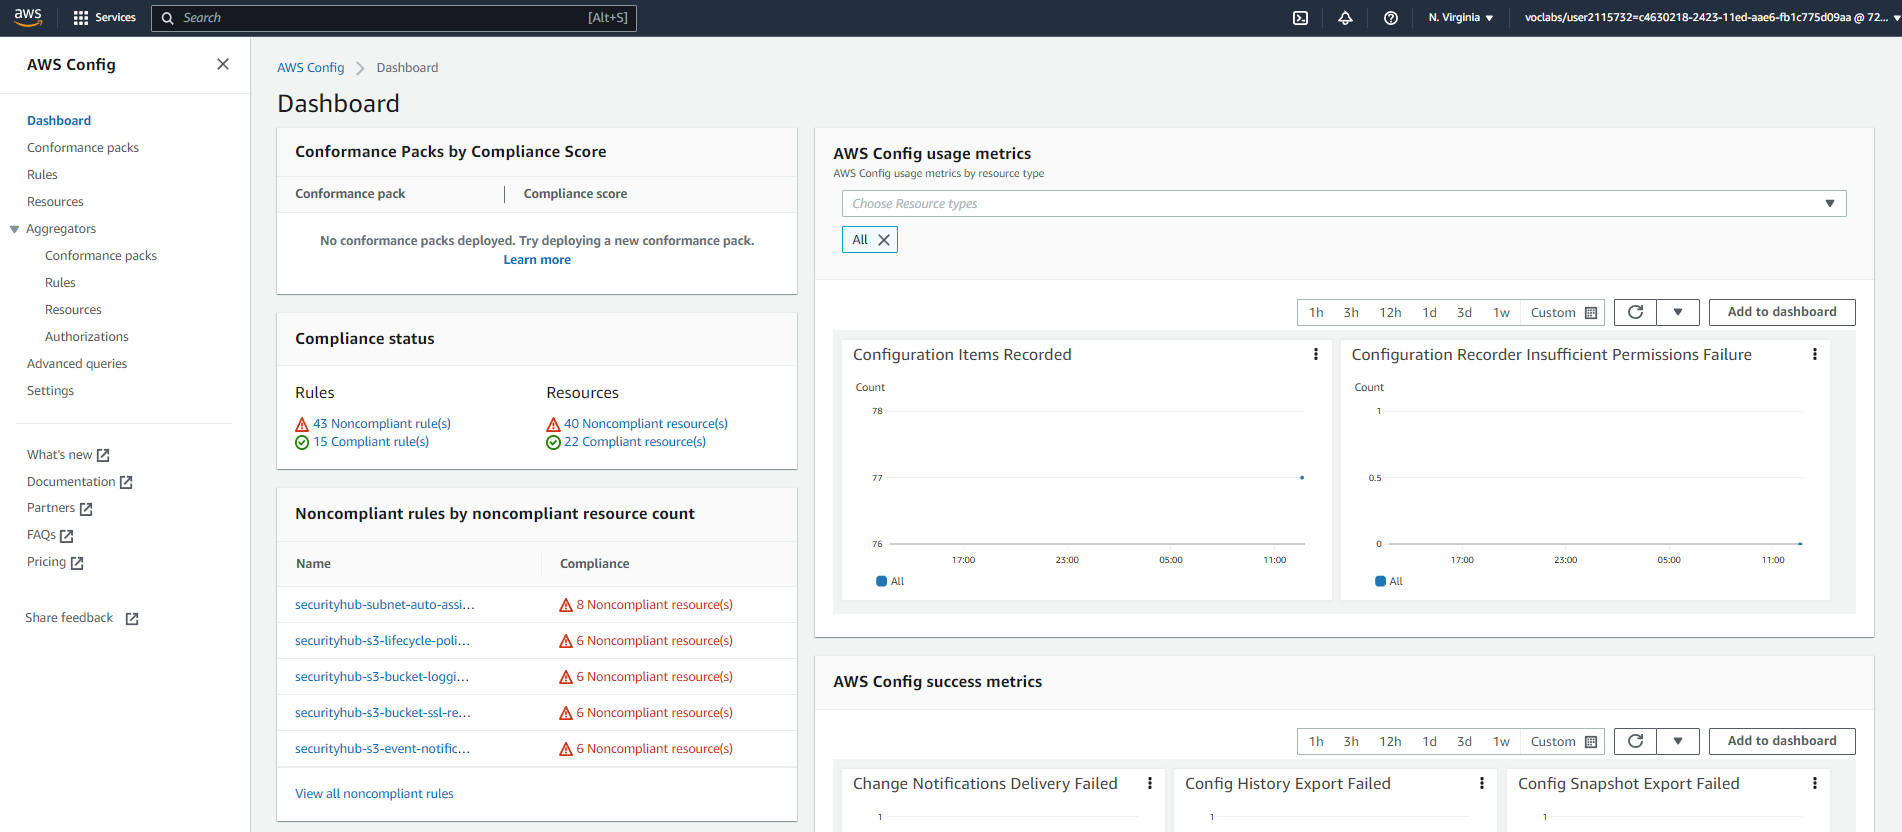 aws
Services
Search
[Alt+S]
N. Virginia
voclabs/user2115732=c4630218-2423-11ed-aae6-fb1c775d09aa @ 72...
AWS Config
Dashboard
Conformance packs
Rules
Resources
Aggregators
Conformance packs
Rules
Resources
Authorizations
Advanced queries
Settings
What's new
Documentation
Partners
FAQs
Pricing
Share feedback
AWS Config
Dashboard
Dashboard
Conformance Packs by Compliance Score
Conformance pack
Compliance score
No conformance packs deployed. Try deploying a new conformance pack.
Learn more
Compliance status
Rules
43 Noncompliant rule(s)
15 Compliant rule(s)
Resources
40 Noncompliant resource(s)
22 Compliant resource(s)
Noncompliant rules by noncompliant resource count
Name
Compliance
securityhub-subnet-auto-assi...
8 Noncompliant resource(s)
securityhub-s3-lifecycle-poli...
6 Noncompliant resource(s)
securityhub-s3-bucket-loggi...
6 Noncompliant resource(s)
securityhub-s3-bucket-ssl-re...
6 Noncompliant resource(s)
securityhub-s3-event-notific...
6 Noncompliant resource(s)
View all noncompliant rules
AWS Config usage metrics
AWS Config usage metrics by resource type
Choose Resource types
All
1h 3h 12h 1d 3d 1w Custom
Add to dashboard
Configuration Items Recorded
Count
78
77
76
17:00 23:00 05:00 11:00
All
Configuration Recorder Insufficient Permissions Failure
Count
1
0.5
0
17:00 23:00 05:00 11:00
All
AWS Config success metrics
1h 3h 12h 1d 3d 1w Custom
Add to dashboard
Change Notifications Delivery Failed
1
Config History Export Failed
1
Config Snapshot Export Failed
1